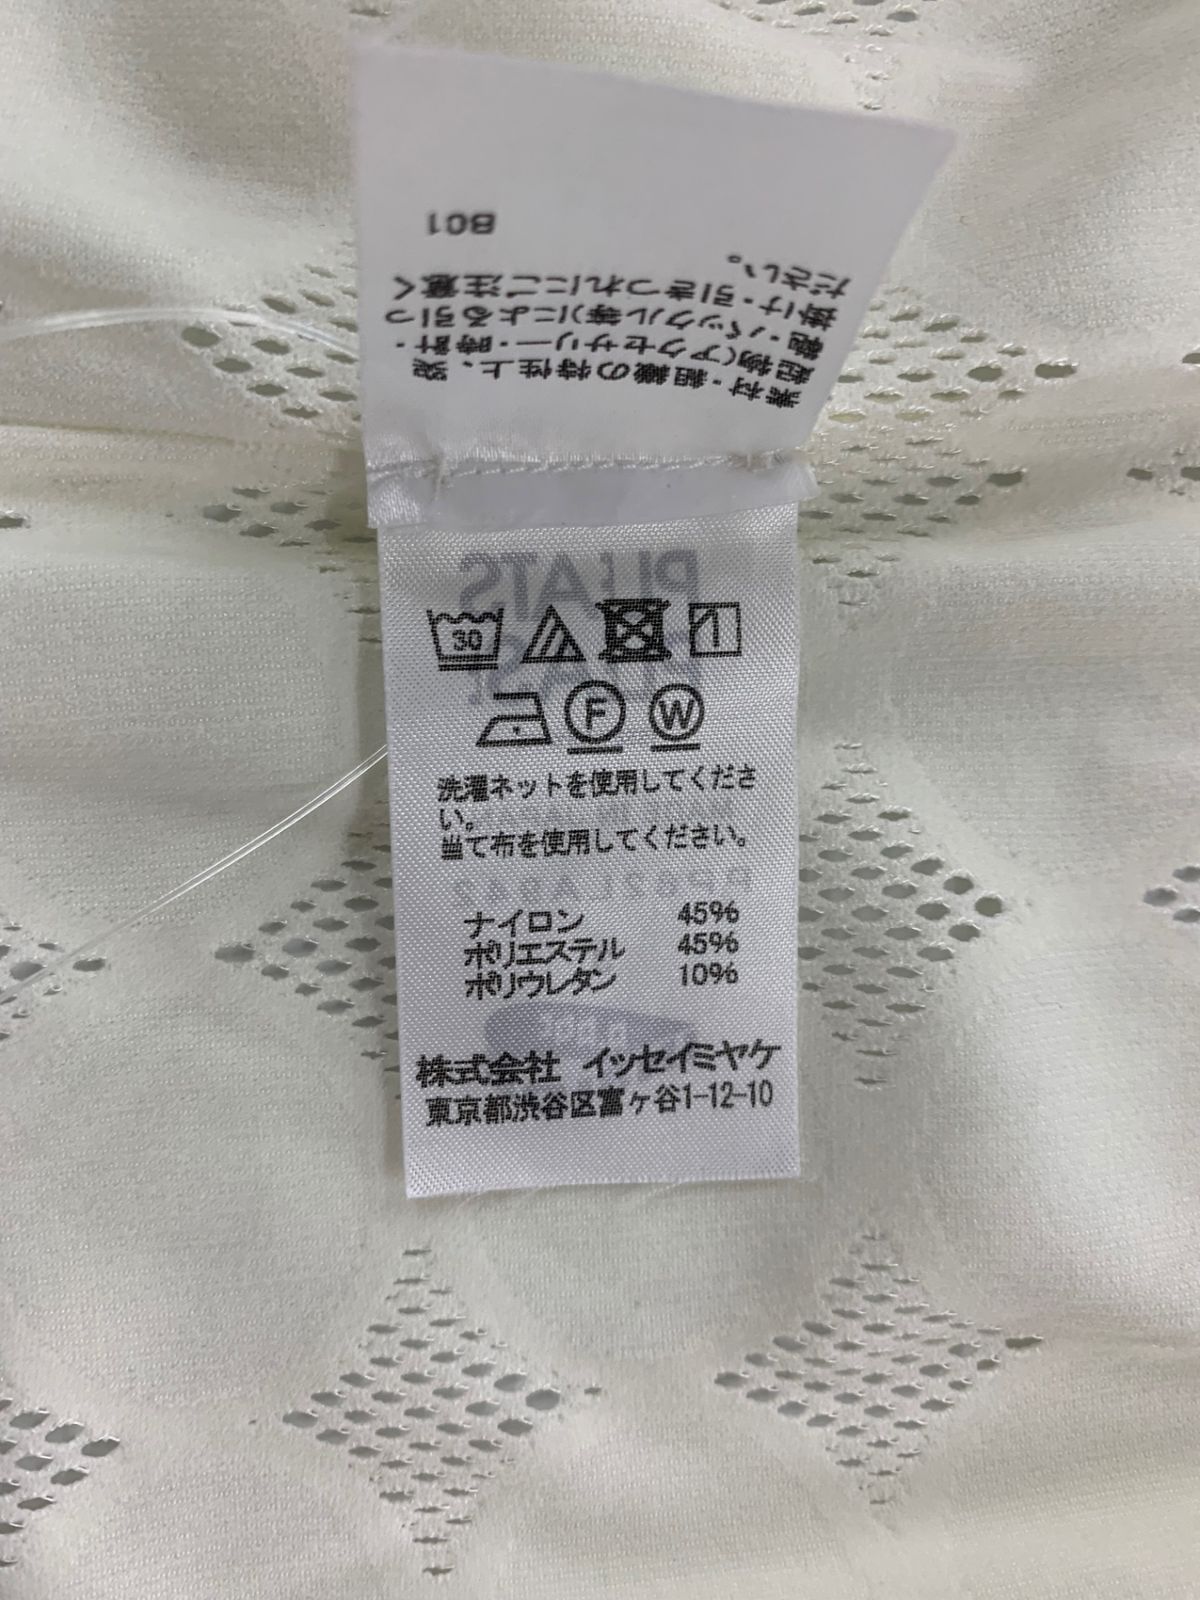 素材・組織の特性上、突
起物(アクセサリー・時計・
鞄・バックル等)による引っ
掛け・引きつれにご注意く
ださい。
B01
30
F
W
洗濯ネットを使用してくださ
い。
当て布を使用してください。
ナイロン 45%
ポリエステル 45%
ポリウレタン 10%
株式会社 イッセイミヤケ
東京都渋谷区富ヶ谷1-12-10